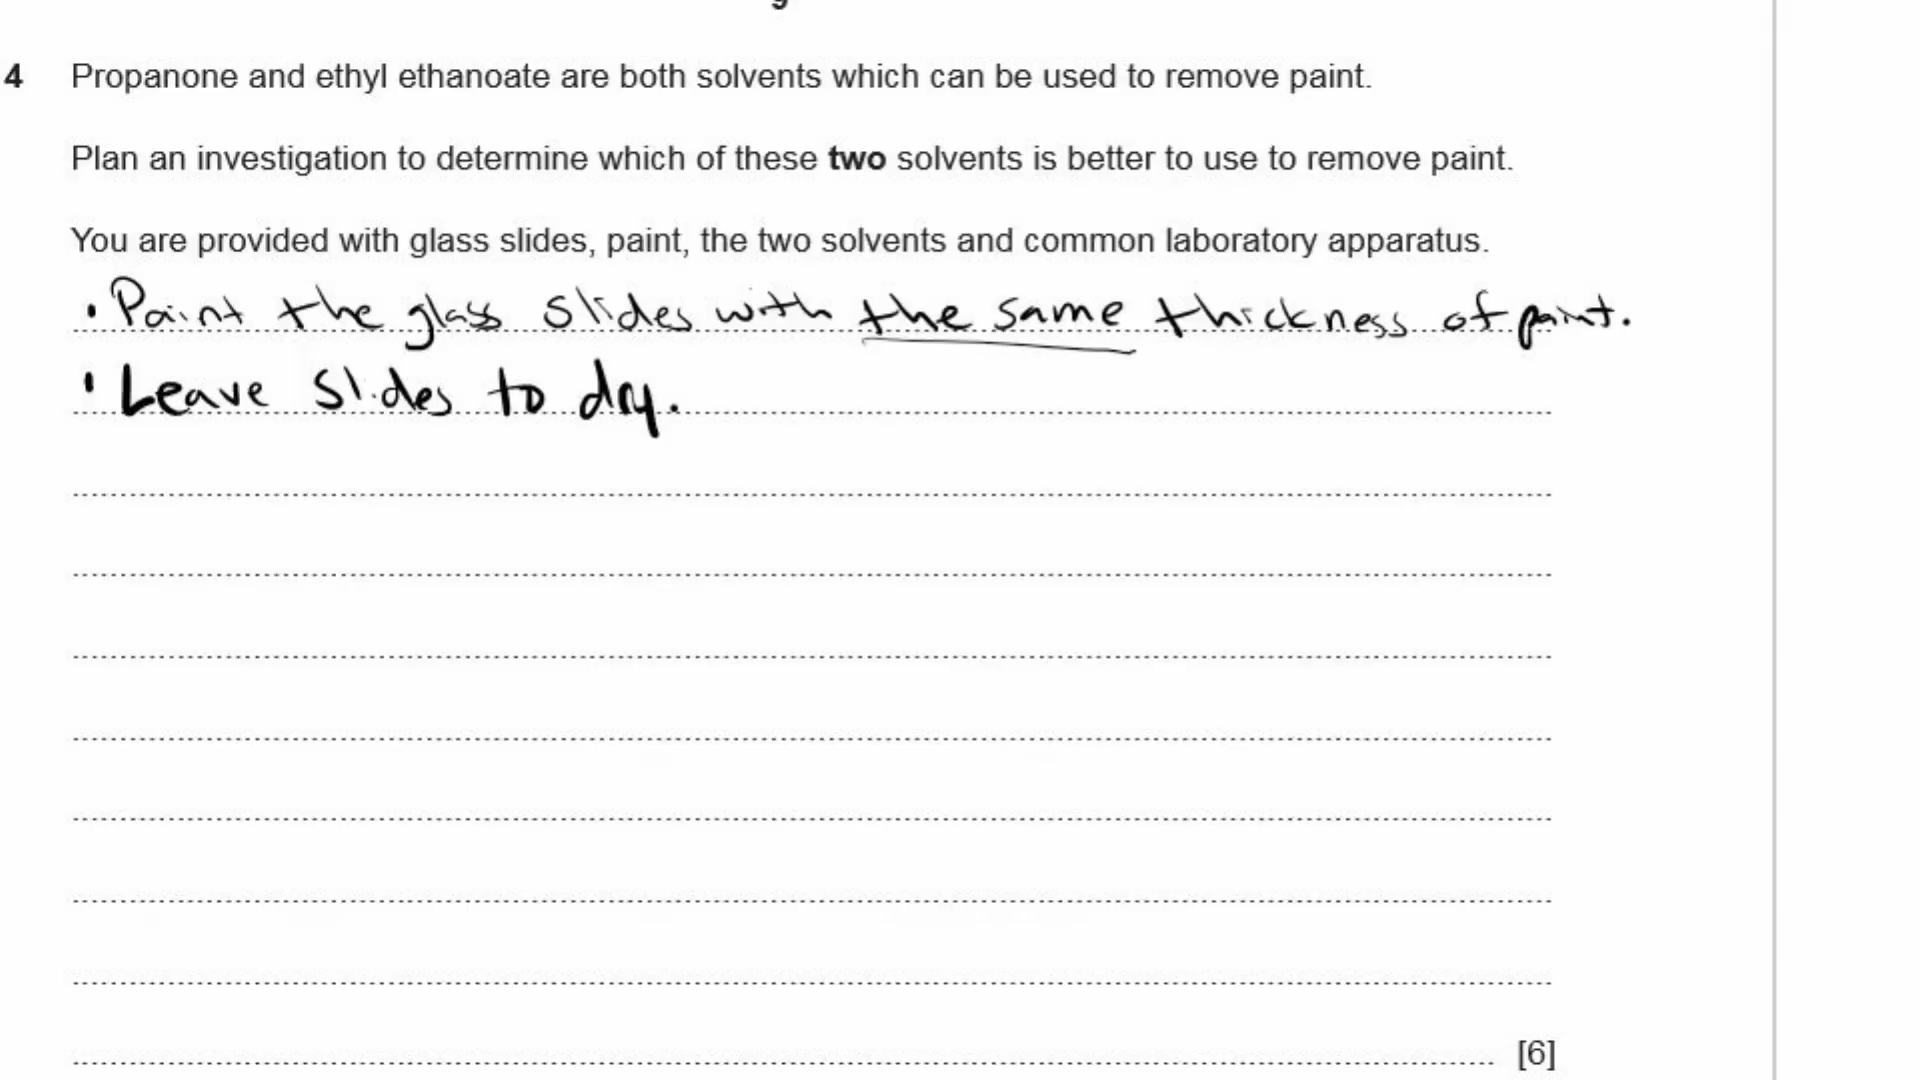 4 Propanone and ethyl ethanoate are both solvents which can be used to remove paint.
Plan an investigation to determine which of these two solvents is better to use to remove paint.
You are provided with glass slides, paint, the two solvents and common laboratory apparatus.
• Paint the glass slides with the same thickness of paint.
• Leave slides to dry.
[6]